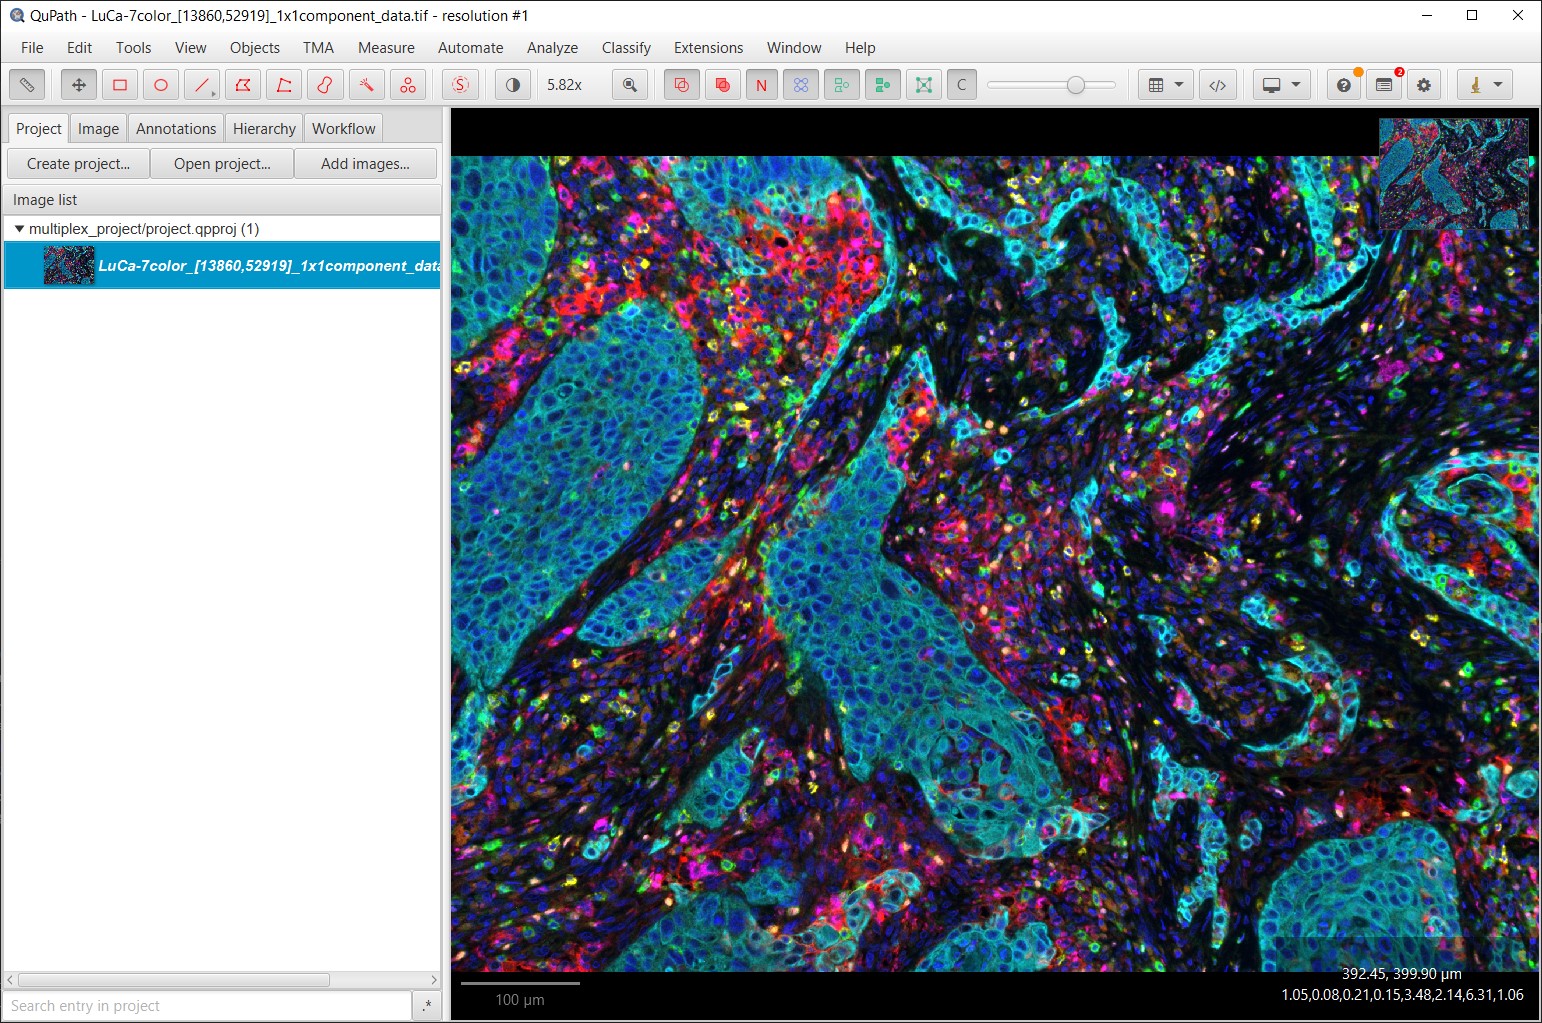 QuPath - LuCa-7color_[13860,52919]_1x1component_data.tif - resolution #1
File Edit Tools View Objects TMA Measure Automate Analyze Classify Extensions Window Help
S 5.82x N C </> ? 2
Project Image Annotations Hierarchy Workflow
Create project... Open project... Add images...
Image list
multiplex_project/project.qpproj (1)
LuCa-7color_[13860,52919]_1x1component_data
Search entry in project .*
100 µm
392.45, 399.90 µm
1.05,0.08,0.21,0.15,3.48,2.14,6.31,1.06